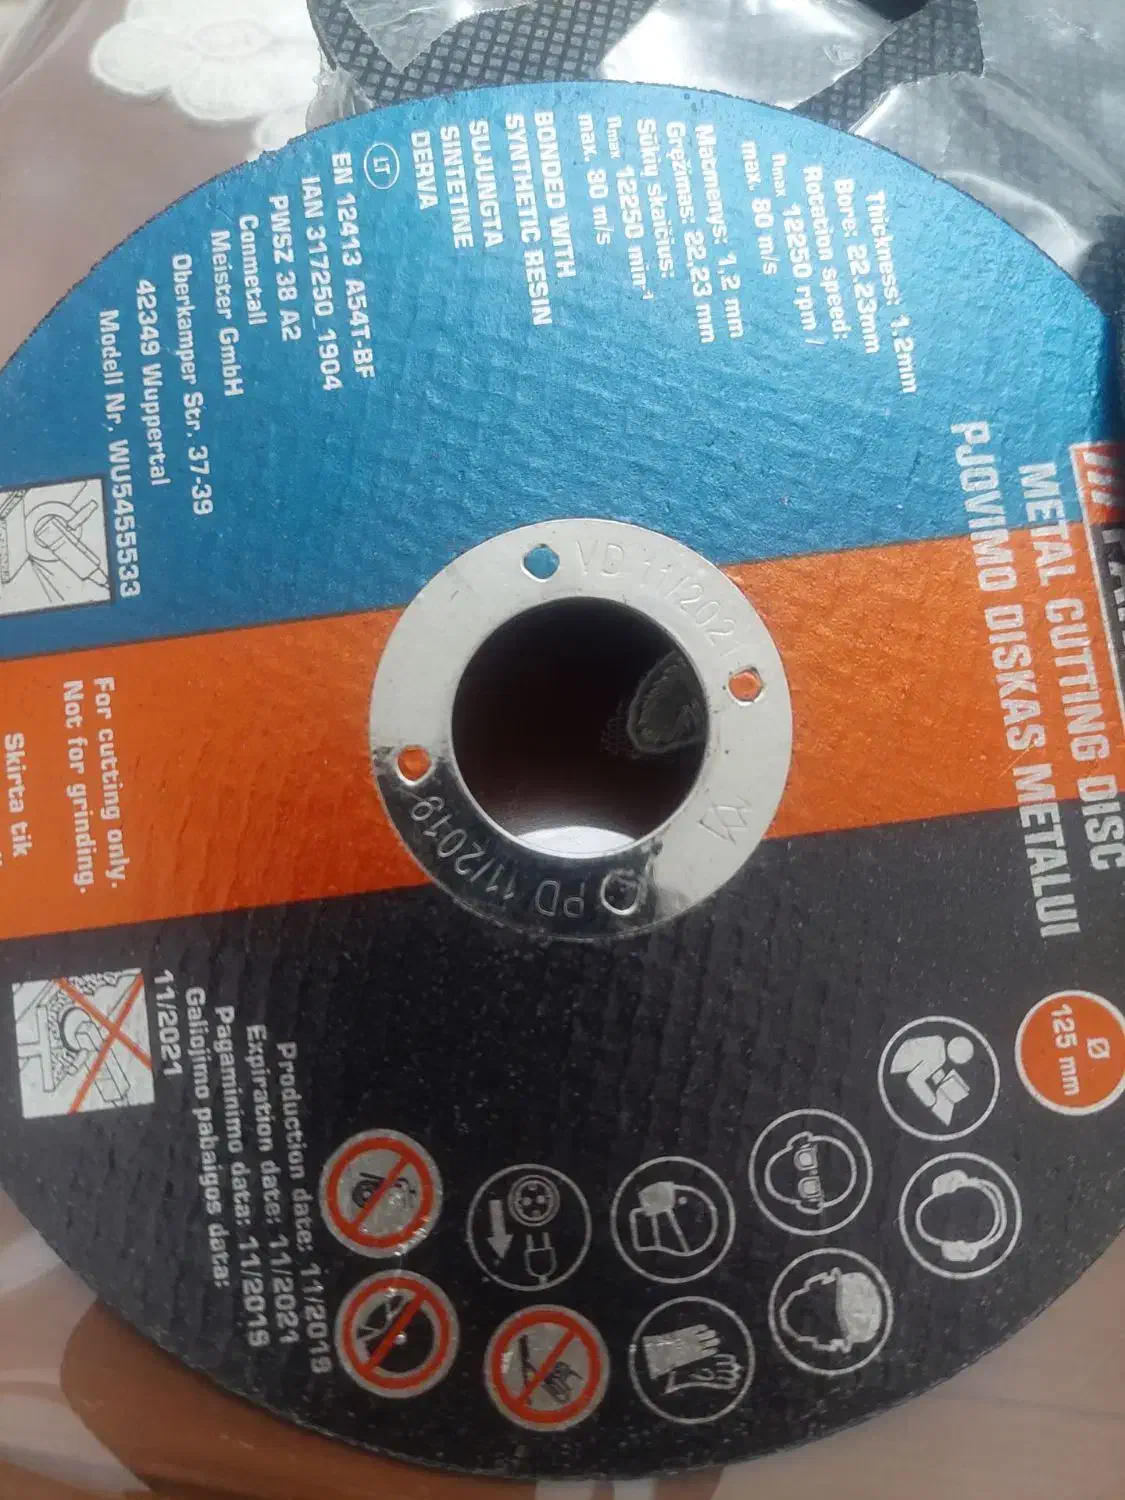 METAL CUTTING DISC
PJOVIMO DISKAS METALUI
Ø
125 mm
Thickness: 1.2mm
Bore: 22.23mm
Rotation speed:
nmax 12250 rpm /
max. 80 m/s
Matmenys: 1,2 mm
Gręžimas: 22,23 mm
Sūkių skaičius:
nmax 12250 min-1
max. 80 m/s
BONDED WITH
SYNTHETIC RESIN
SUJUNGTA
SINTETINE
DERVA
LT
EN 12413 A54T-BF
IAN 317250_1904
PWSZ 38 A2
Conmetall
Meister GmbH
Oberkamper Str. 37-39
42349 Wuppertal
Modell Nr. WU5455533
For cutting only.
Not for grinding.
Skirta tik
VD 11/2021
PD 11/2019
Production date: 11/2019
Expiration date: 11/2021
Pagaminimo data: 11/2019
Galiojimo pabaigos data:
11/2021